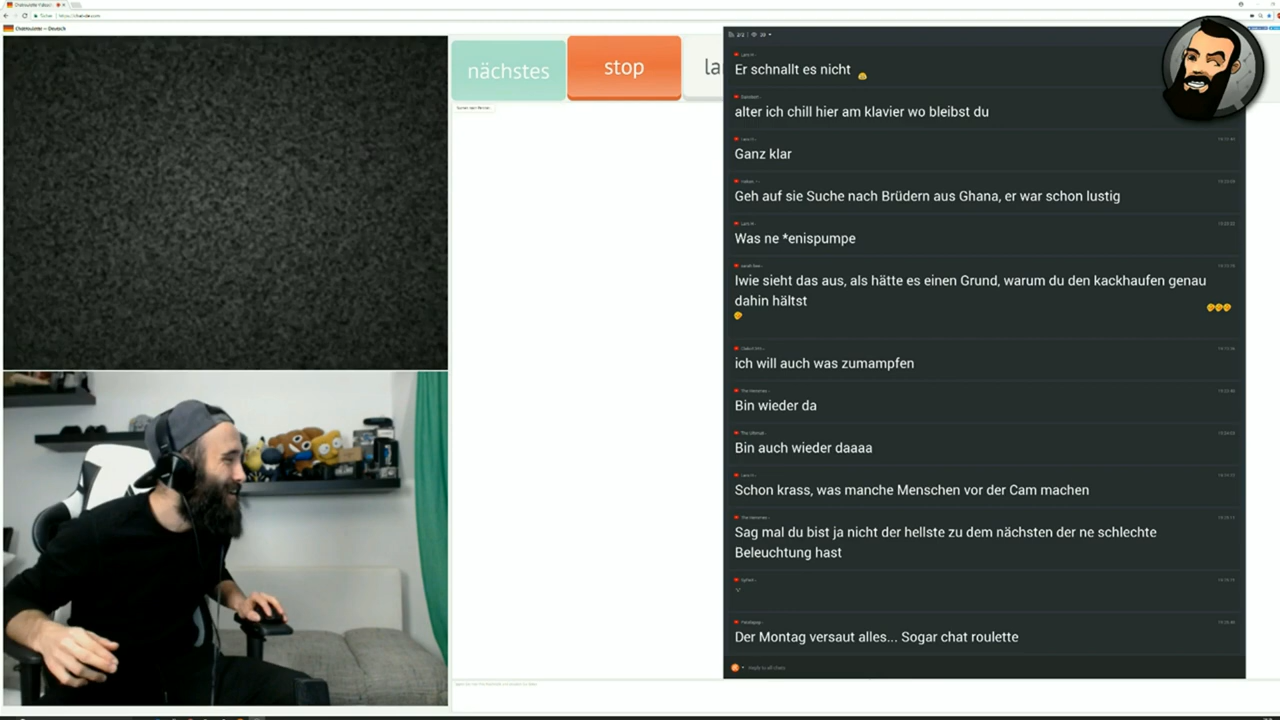 Chatroulette — Deutsch
nächstes
stop
Er schnallt es nicht
alter ich chill hier am klavier wo bleibst du
Ganz klar
Geh auf sie Suche nach Brüdern aus Ghana, er war schon lustig
Was ne *enispumpe
Iwie sieht das aus, als hätte es einen Grund, warum du den kackhaufen genau
dahin hältst
ich will auch was zumampfen
Bin wieder da
Bin auch wieder daaaa
Schon krass, was manche Menschen vor der Cam machen
Sag mal du bist ja nicht der hellste zu dem nächsten der ne schlechte
Beleuchtung hast
Der Montag versaut alles... Sogar chat roulette